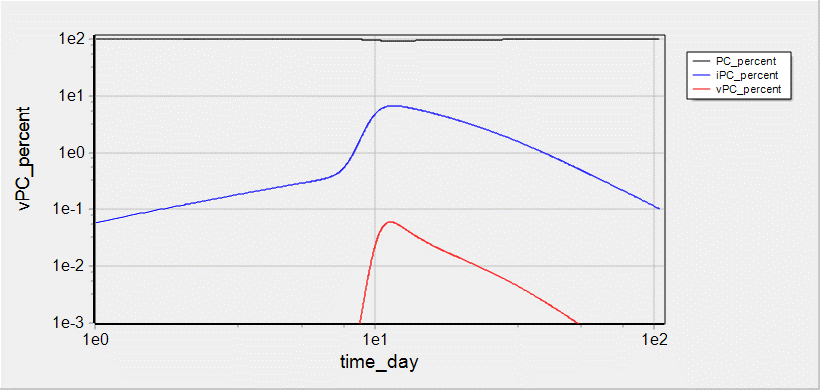 1e2
1e1
1e0
1e-1
1e-2
1e-3
vPC_percent
1e0
1e1
1e2
time_day
PC_percent
iPC_percent
vPC_percent